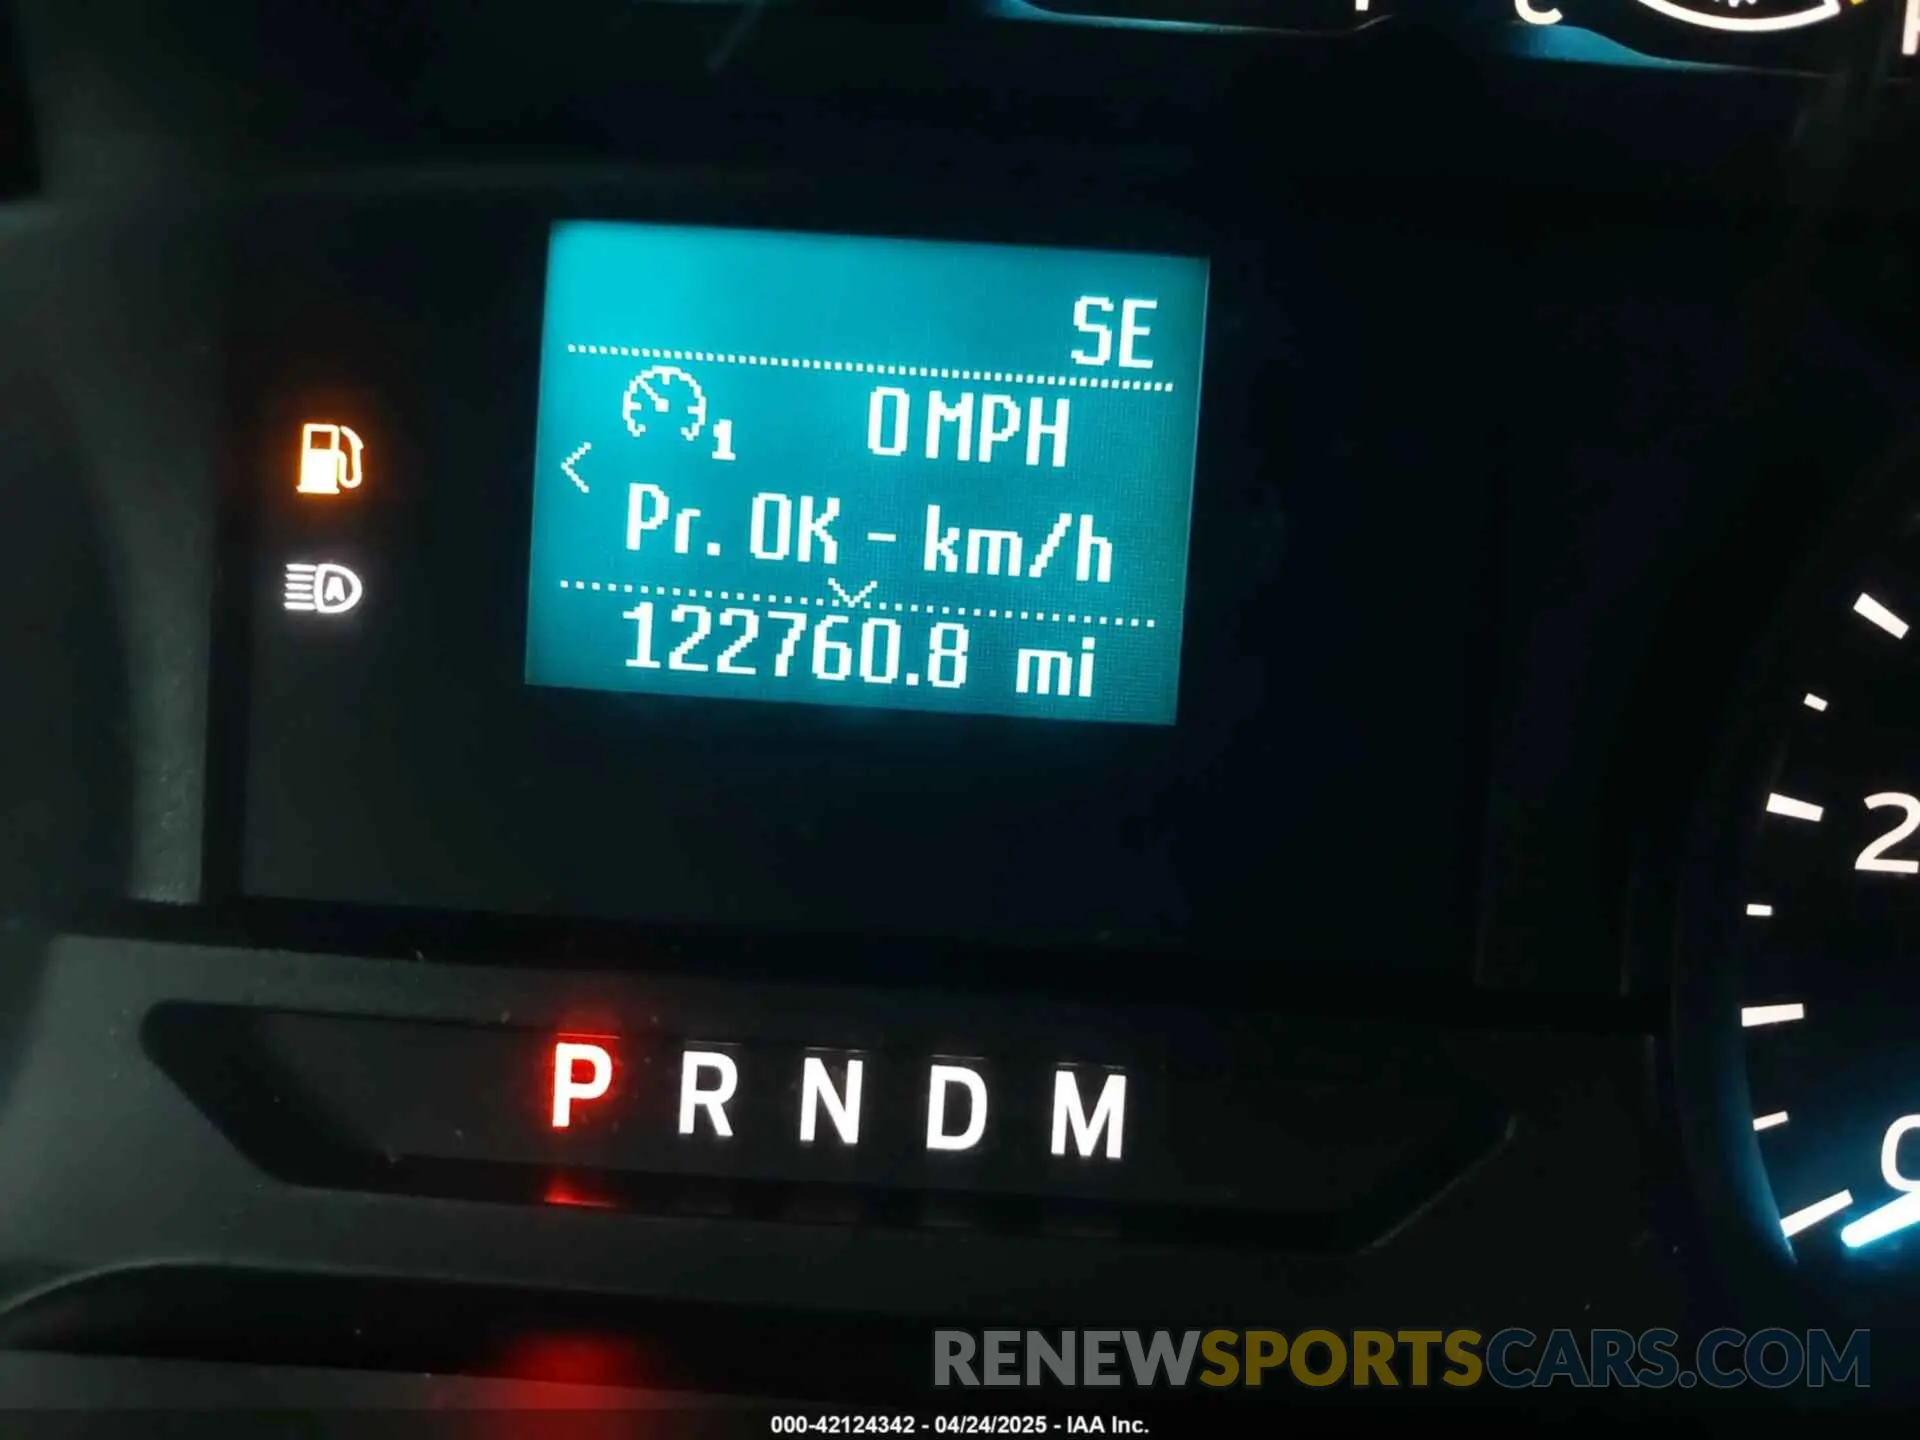 C
SE
1 0 MPH
< Pr. OK - km/h
122760.8 mi
A
2
0
P R N D M
RENEWSPORTSCARS.COM
000-42124342 - 04/24/2025 - IAA Inc.